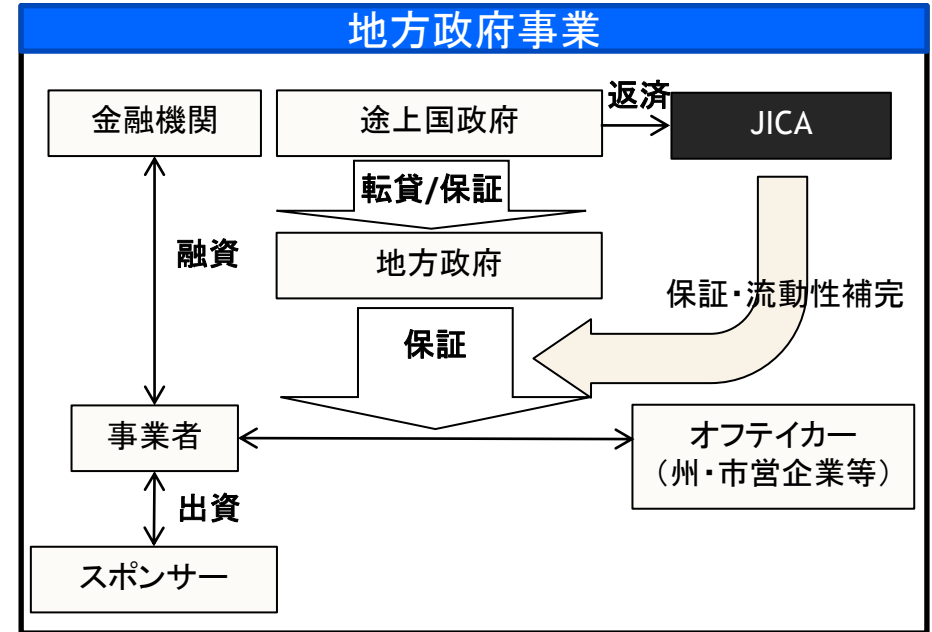 地方政府事業
金融機関
途上国政府
返済
JICA
転貸/保証
融資
地方政府
保証・流動性補完
保証
事業者
オフテイカー
（州・市営企業等）
出資
スポンサー